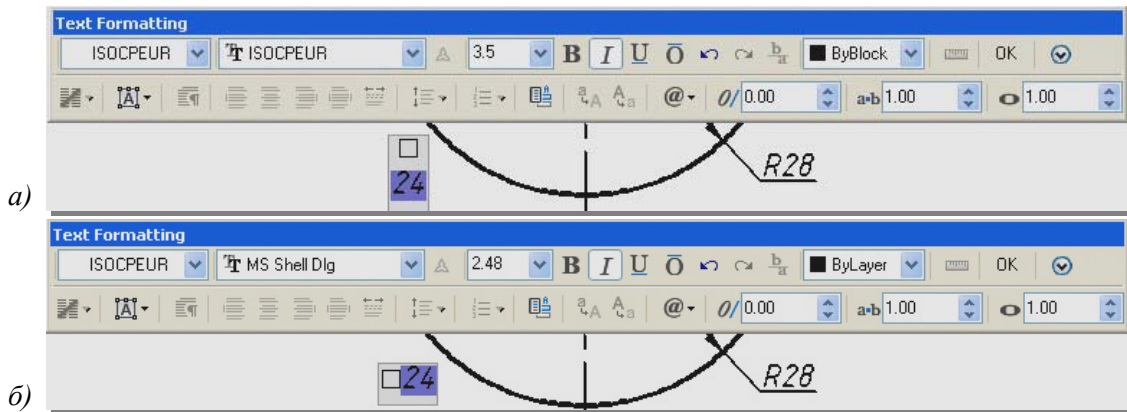 Text Formatting
ISOCPEUR ISOCPEUR 3.5 B I U O b/a ByBlock OK
A @ 0/ 0.00 a•b 1.00 1.00
□
24
R28
а)
Text Formatting
ISOCPEUR MS Shell Dlg 2.48 B I U O b/a ByLayer OK
A @ 0/ 0.00 a•b 1.00 1.00
□24
R28
б)